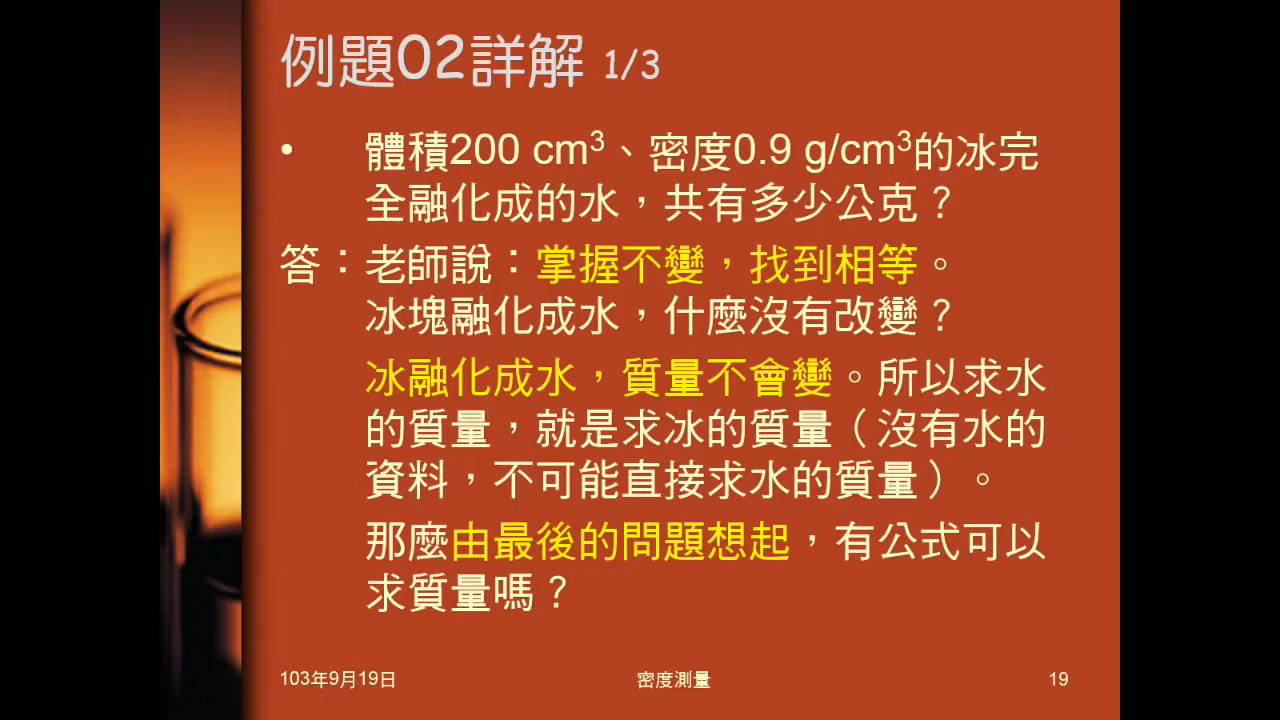 例題02詳解 1/3
• 體積200 cm³、密度0.9 g/cm³的冰完
全融化成的水，共有多少公克？
答：老師說：掌握不變，找到相等。
冰塊融化成水，什麼沒有改變？
冰融化成水，質量不會變。所以求水
的質量，就是求冰的質量（沒有水的
資料，不可能直接求水的質量）。
那麼由最後的問題想起，有公式可以
求質量嗎？
103年9月19日 密度測量 19